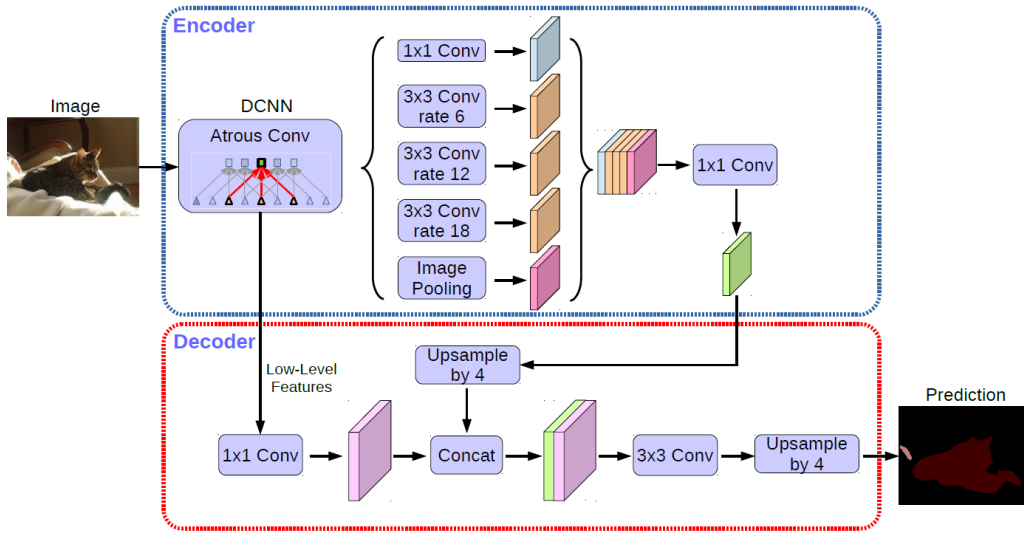 Encoder
Image
DCNN
Atrous Conv
1x1 Conv
3x3 Conv
rate 6
3x3 Conv
rate 12
3x3 Conv
rate 18
Image
Pooling
1x1 Conv
Decoder
Low-Level
Features
Upsample
by 4
1x1 Conv
Concat
3x3 Conv
Upsample
by 4
Prediction